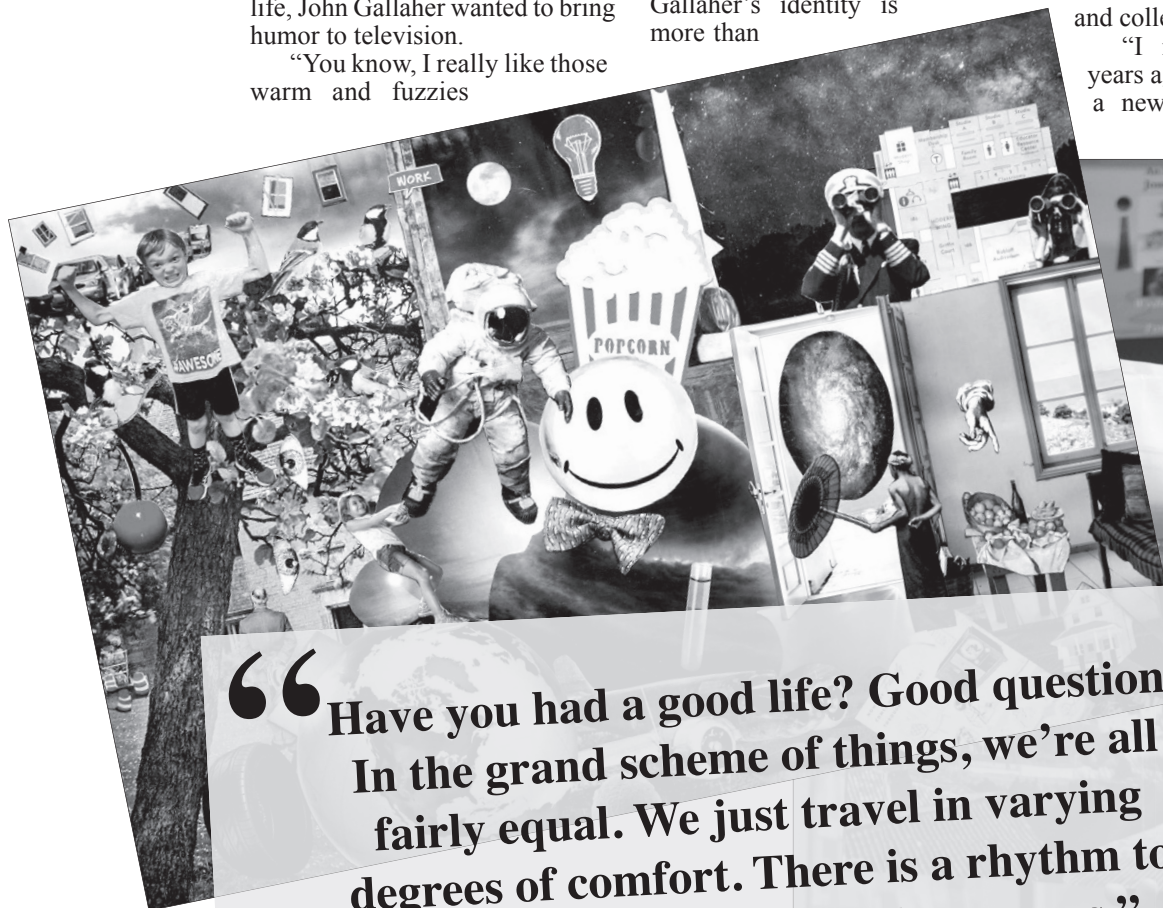 life, John Gallaher wanted to bring
humor to television.
“You know, I really like those
warm and fuzzies
Gallaher’s identity is
more than
and
“I
years
a new
WORK
POPCORN
#AWESOME
“Have you had a good life? Good question
In the grand scheme of things, we’re all
fairly equal. We just travel in varying
degrees of comfort. There is a rhythm to